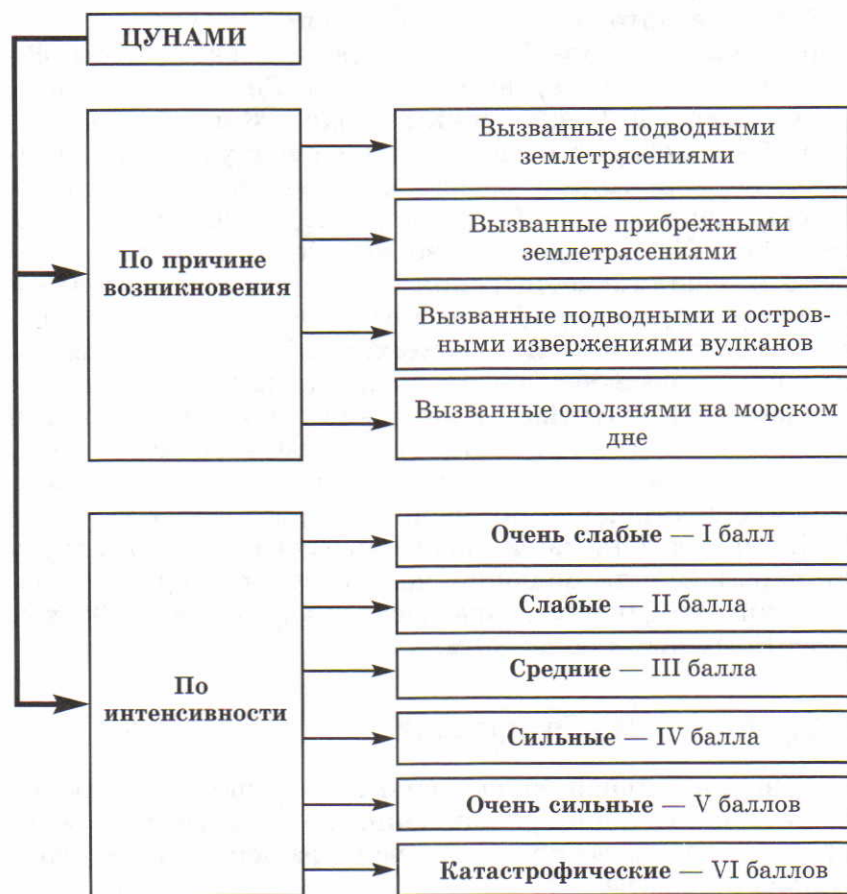 ЦУНАМИ
По причине
возникновения
Вызванные подводными
землетрясениями
Вызванные прибрежными
землетрясениями
Вызванные подводными и остров-
ными извержениями вулканов
Вызванные оползнями на морском
дне
По
интенсивности
Очень слабые — I балл
Слабые — II балла
Средние — III балла
Сильные — IV балла
Очень сильные — V баллов
Катастрофические — VI баллов